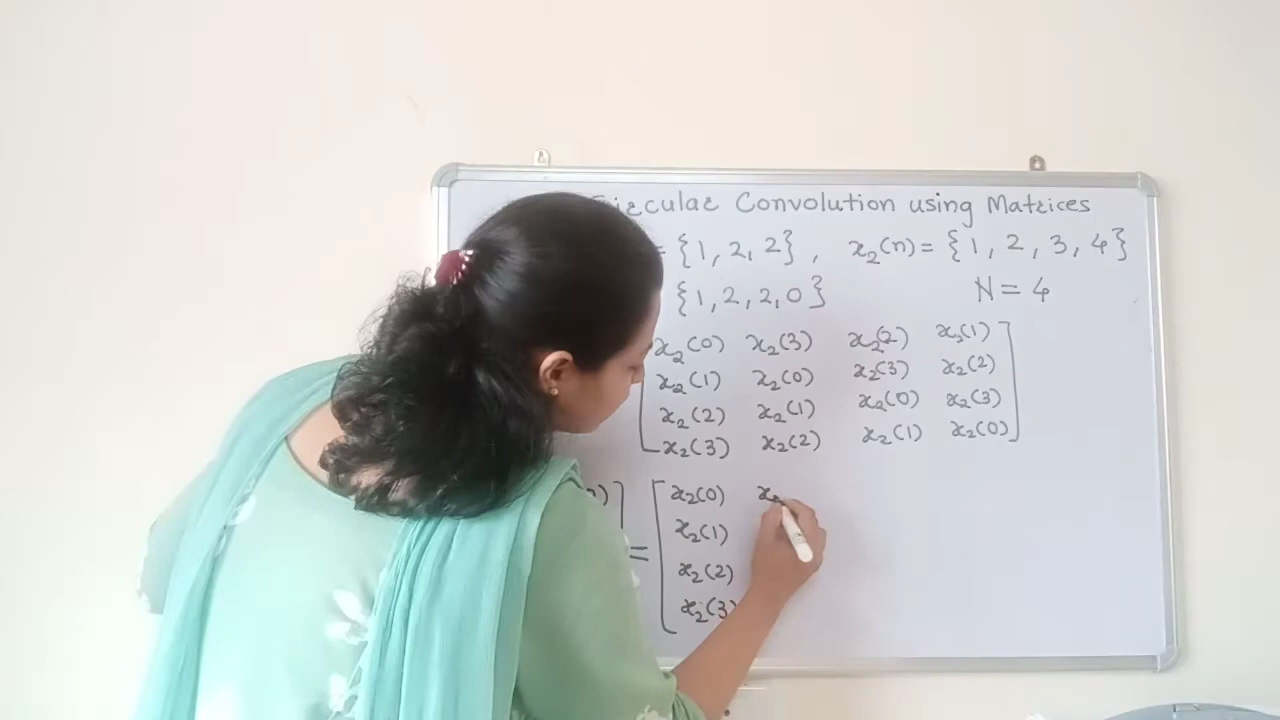 Circular Convolution using Matrices
= {1, 2, 2} , x₂(n) = {1, 2, 3, 4}
{1, 2, 2, 0} N = 4
x₂(0) x₂(3) x₂(2) x₂(1)
x₂(1) x₂(0) x₂(3) x₂(2)
x₂(2) x₂(1) x₂(0) x₂(3)
x₂(3) x₂(2) x₂(1) x₂(0)
= x₂(0) x₂
x₂(1)
x₂(2)
x₂(3)